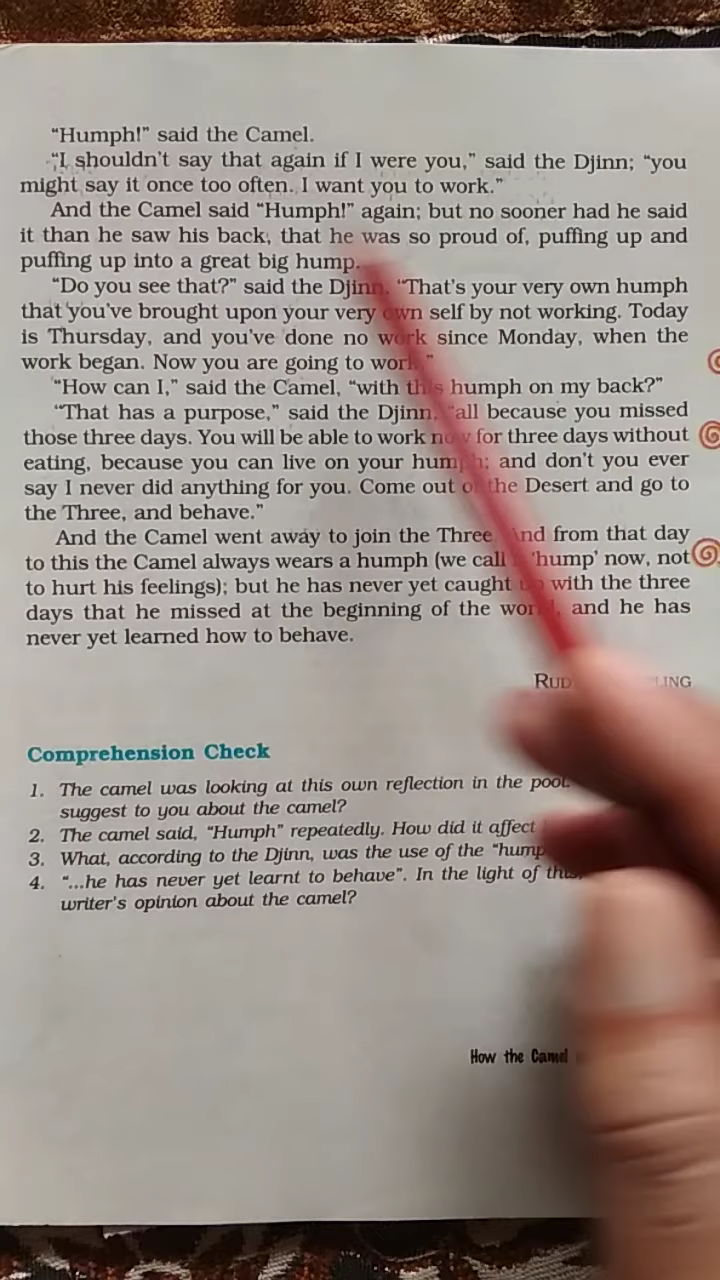 “Humph!” said the Camel.
“I shouldn’t say that again if I were you,” said the Djinn; “you
might say it once too often. I want you to work.”
And the Camel said “Humph!” again; but no sooner had he said
it than he saw his back, that he was so proud of, puffing up and
puffing up into a great big hump.
“Do you see that?” said the Djinn. “That’s your very own humph
that you’ve brought upon your very own self by not working. Today
is Thursday, and you’ve done no work since Monday, when the
work began. Now you are going to work.”
“How can I,” said the Camel, “with this humph on my back?”
“That has a purpose,” said the Djinn, “all because you missed
those three days. You will be able to work now for three days without
eating, because you can live on your humph; and don’t you ever
say I never did anything for you. Come out of the Desert and go to
the Three, and behave.”
And the Camel went away to join the Three. And from that day
to this the Camel always wears a humph (we call it ‘hump’ now, not
to hurt his feelings); but he has never yet caught up with the three
days that he missed at the beginning of the world, and he has
never yet learned how to behave.
Comprehension Check
1. The camel was looking at this own reflection in the pool.
suggest to you about the camel?
2. The camel said, “Humph” repeatedly. How did it affect
3. What, according to the Djinn, was the use of the
4. “...he has never yet learnt to behave”. In the light of this,
writer’s opinion about the camel?
How the Camel